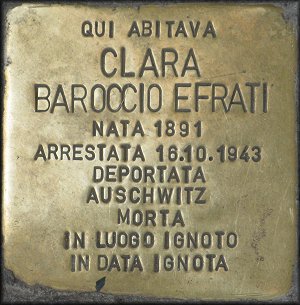 QUI ABITAVA
CLARA
BAROCCIO EFRATI
NATA 1891
ARRESTATA 16.10.1943
DEPORTATA
AUSCHWITZ
MORTA
IN LUOGO IGNOTO
IN DATA IGNOTA